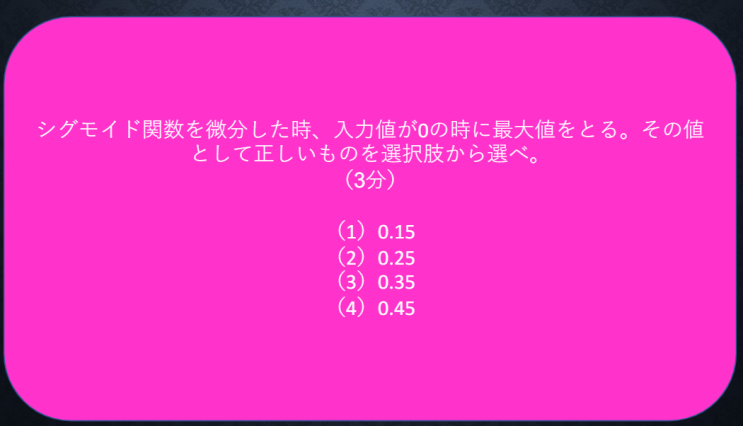 シグモイド関数を微分した時、入力値が0の時に最大値をとる。その値
として正しいものを選択肢から選べ。
（3分）
（1）0.15
（2）0.25
（3）0.35
（4）0.45